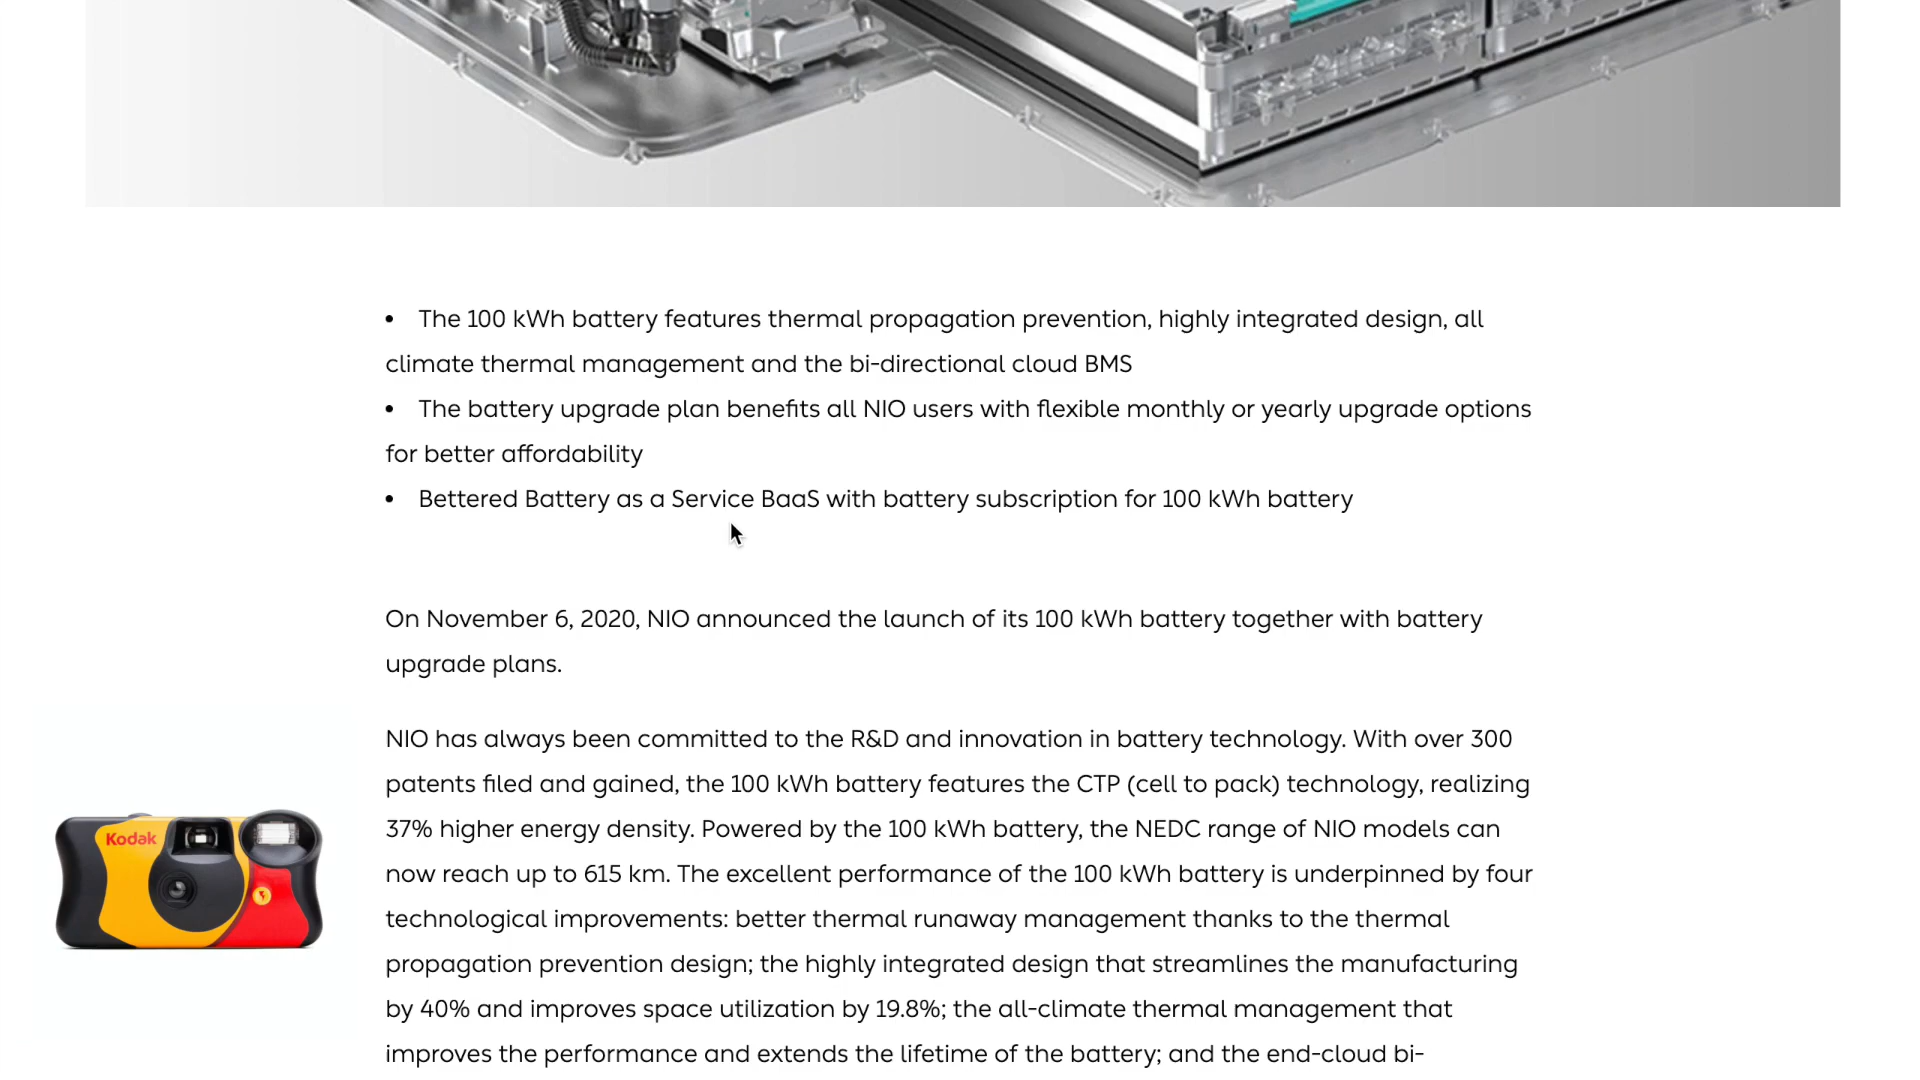 • The 100 kWh battery features thermal propagation prevention, highly integrated design, all
climate thermal management and the bi-directional cloud BMS
• The battery upgrade plan benefits all NIO users with flexible monthly or yearly upgrade options
for better affordability
• Bettered Battery as a Service BaaS with battery subscription for 100 kWh battery
On November 6, 2020, NIO announced the launch of its 100 kWh battery together with battery
upgrade plans.
NIO has always been committed to the R&D and innovation in battery technology. With over 300
patents filed and gained, the 100 kWh battery features the CTP (cell to pack) technology, realizing
37% higher energy density. Powered by the 100 kWh battery, the NEDC range of NIO models can
now reach up to 615 km. The excellent performance of the 100 kWh battery is underpinned by four
technological improvements: better thermal runaway management thanks to the thermal
propagation prevention design; the highly integrated design that streamlines the manufacturing
by 40% and improves space utilization by 19.8%; the all-climate thermal management that
improves the performance and extends the lifetime of the battery; and the end-cloud bi-
Kodak